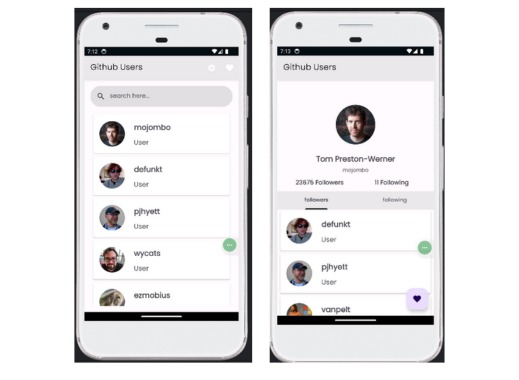 7:12
Github Users
search here...
mojombo
User
defunkt
User
pjhyett
User
wycats
User
ezmobius
7:13
Github Users
Tom Preston-Werner
mojombo
23675 Followers 11 Following
followers following
defunkt
User
pjhyett
User
vanpelt